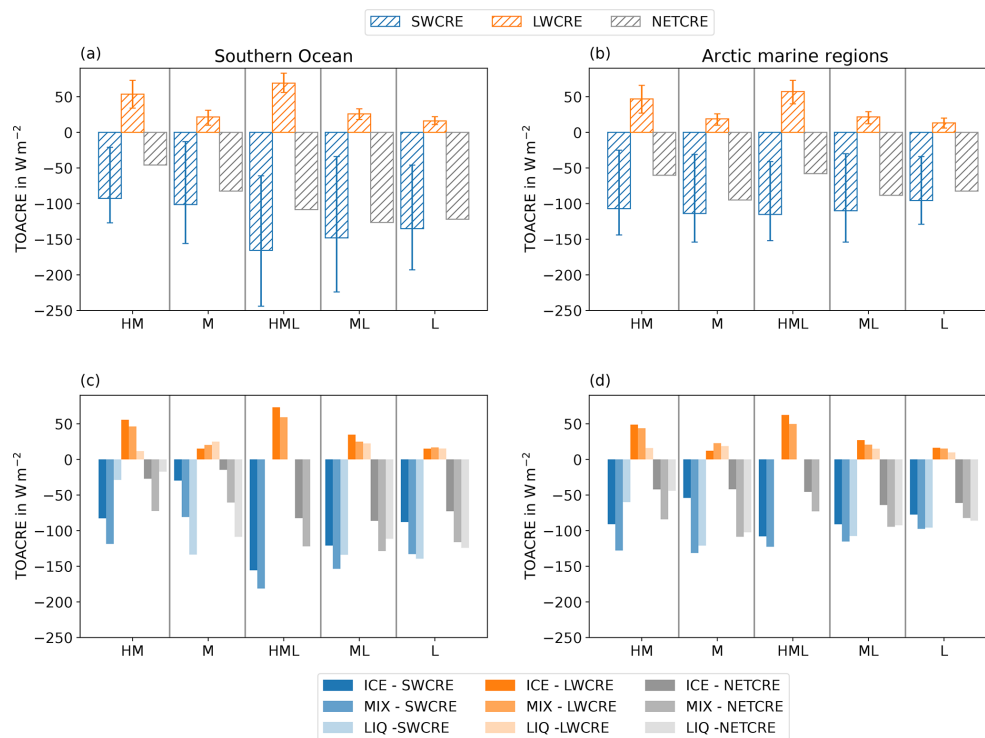 SWCRE LWCRE NETCRE
(a) Southern Ocean
(b) Arctic marine regions
TOACRE in W m⁻²
50
0
−50
−100
−150
−200
−250
HM M HML ML L
TOACRE in W m⁻²
50
0
−50
−100
−150
−200
−250
HM M HML ML L
(c)
(d)
TOACRE in W m⁻²
50
0
−50
−100
−150
−200
−250
HM M HML ML L
TOACRE in W m⁻²
50
0
−50
−100
−150
−200
−250
HM M HML ML L
ICE - SWCRE ICE - LWCRE ICE - NETCRE
MIX - SWCRE MIX - LWCRE MIX - NETCRE
LIQ -SWCRE LIQ -LWCRE LIQ -NETCRE